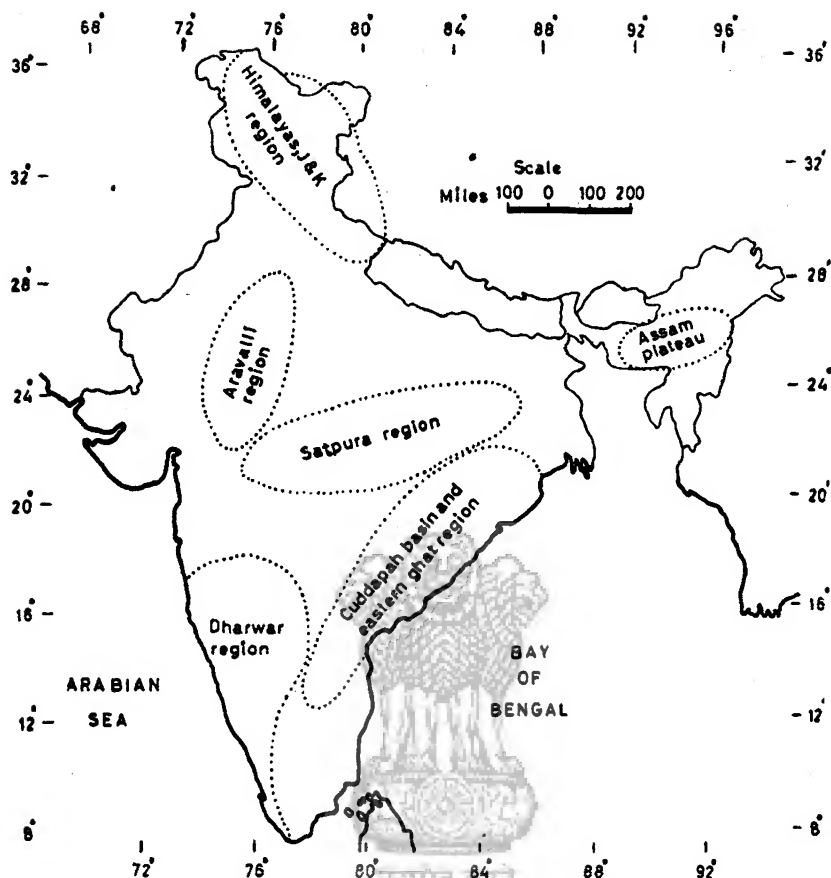 68° 72 76° 80° 84° 88° 92° 96°
36°
36°
Himalayas, J&K
region
32°
32°
Scale
Miles 100 0 100 200
28°
28°
Aravalli
region
Assam
plateau
24°
24°
Satpura region
20°
20°
Cuddapah basin and
eastern ghat region
16°
16°
Dharwar
region
ARABIAN
SEA
BAY
OF
BENGAL
12°
12°
8°
8°
72° 76° 80° 84° 88° 92°